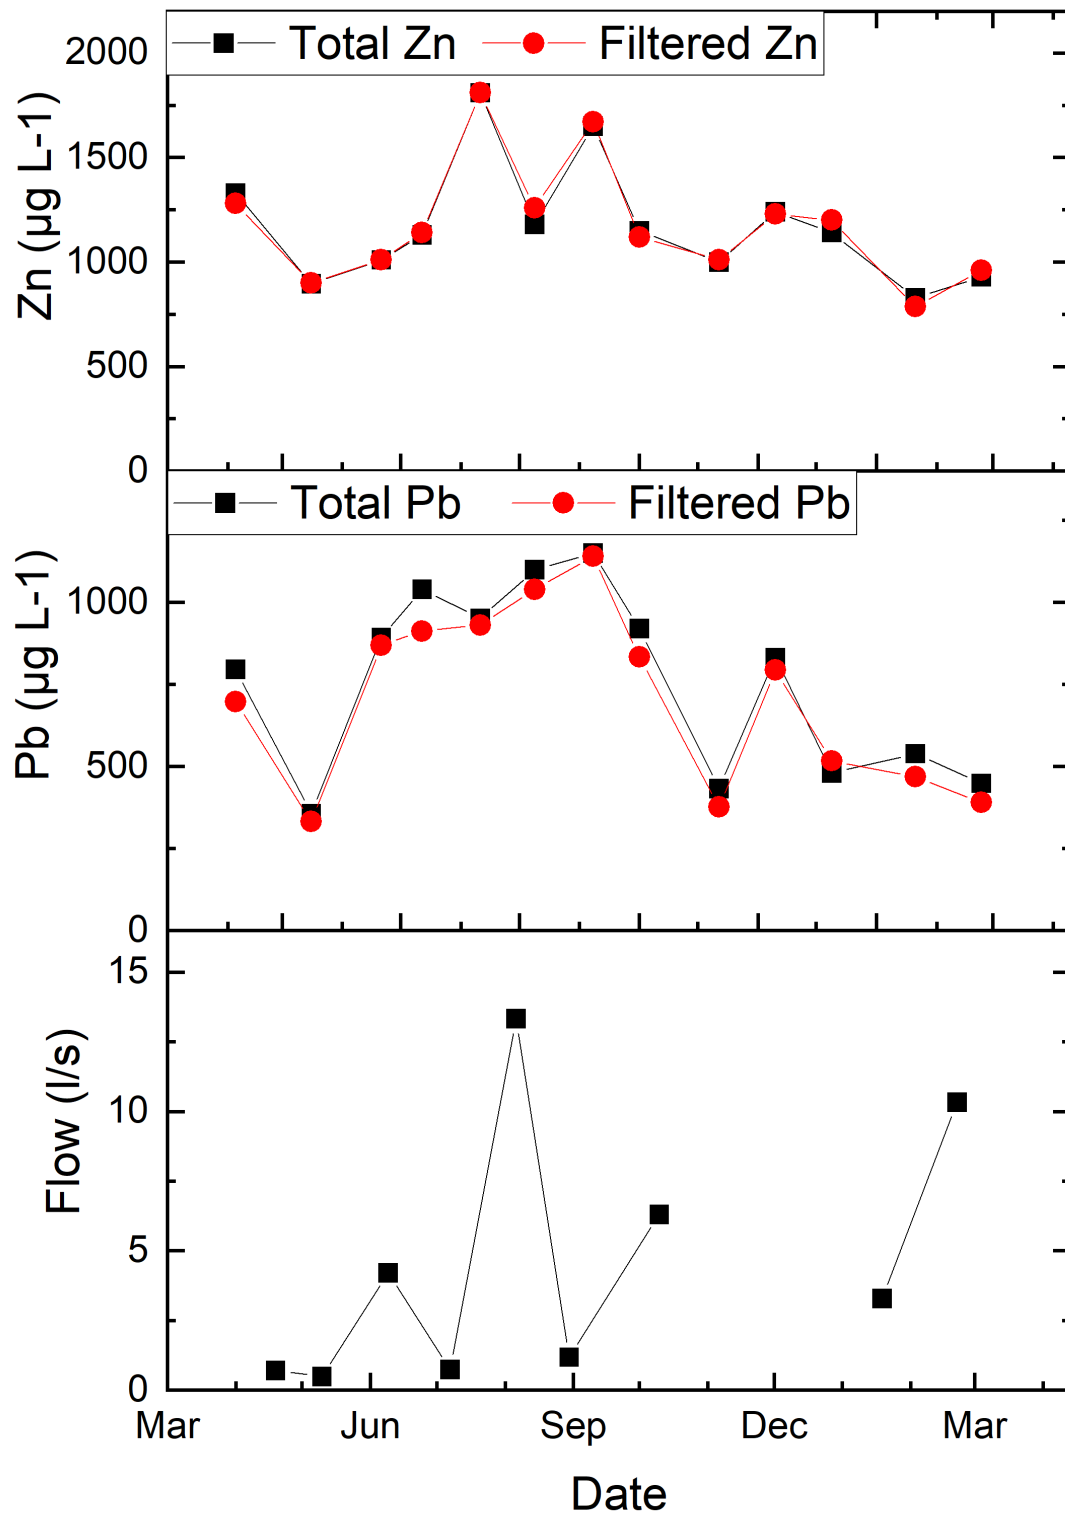 Total Zn Filtered Zn
2000
1500
1000
500
0
Zn (µg L-1)
Total Pb Filtered Pb
1000
500
0
Pb (µg L-1)
15
10
5
0
Flow (l/s)
Mar Jun Sep Dec Mar
Date